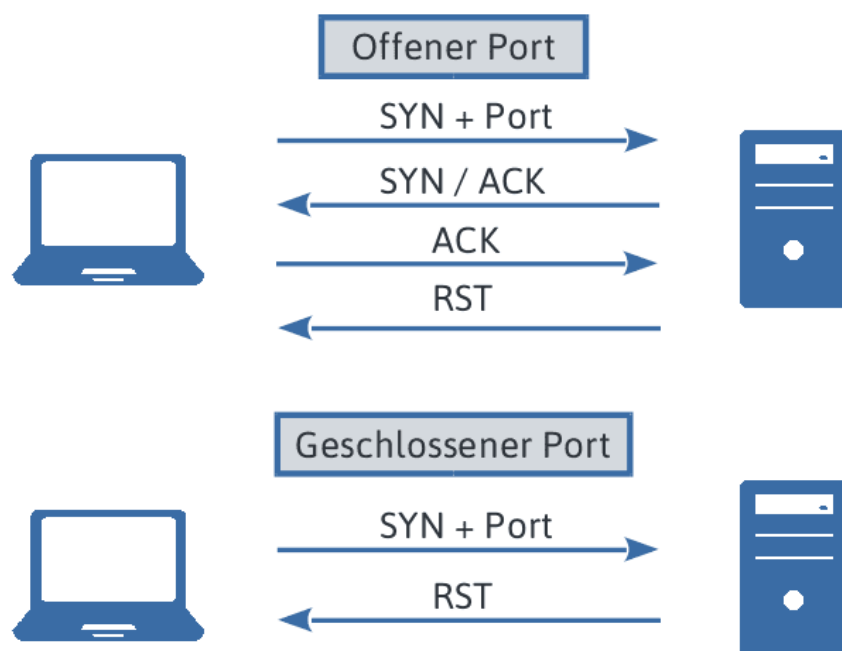 Offener Port
SYN + Port
SYN / ACK
ACK
RST
Geschlossener Port
SYN + Port
RST